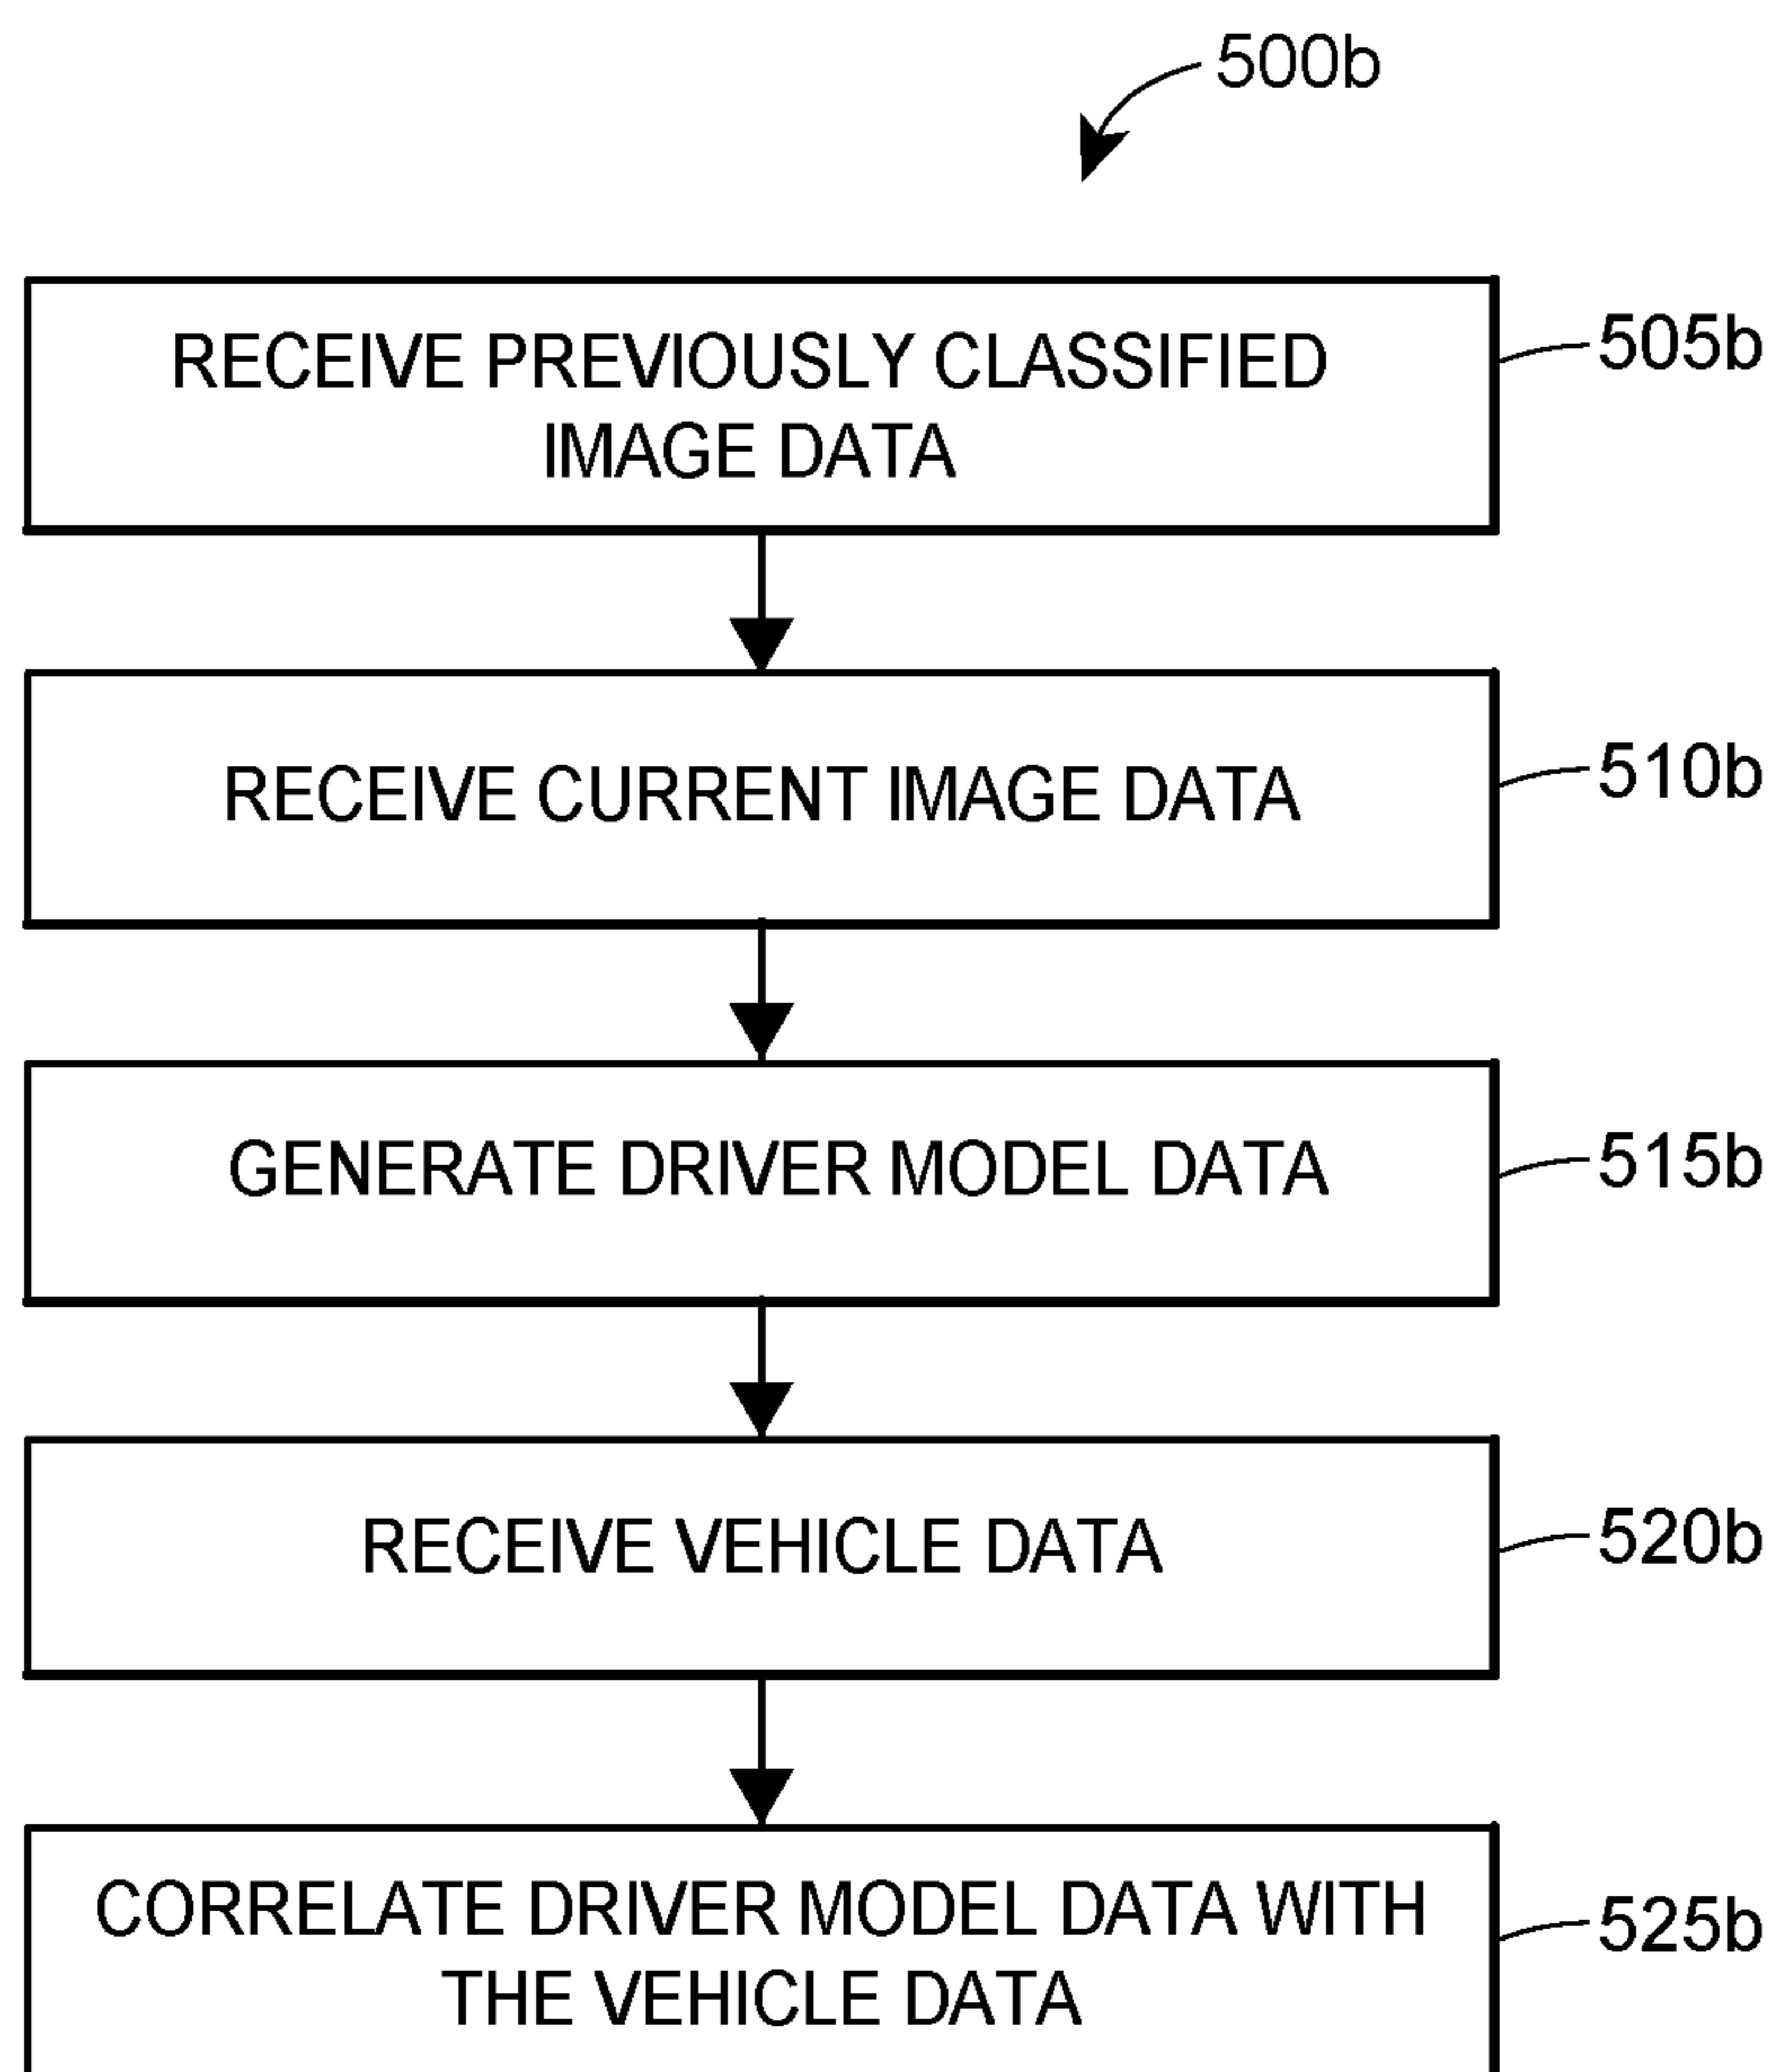 500b
RECEIVE PREVIOUSLY CLASSIFIED
IMAGE DATA
505b
RECEIVE CURRENT IMAGE DATA
510b
GENERATE DRIVER MODEL DATA
515b
RECEIVE VEHICLE DATA
520b
CORRELATE DRIVER MODEL DATA WITH
THE VEHICLE DATA
525b